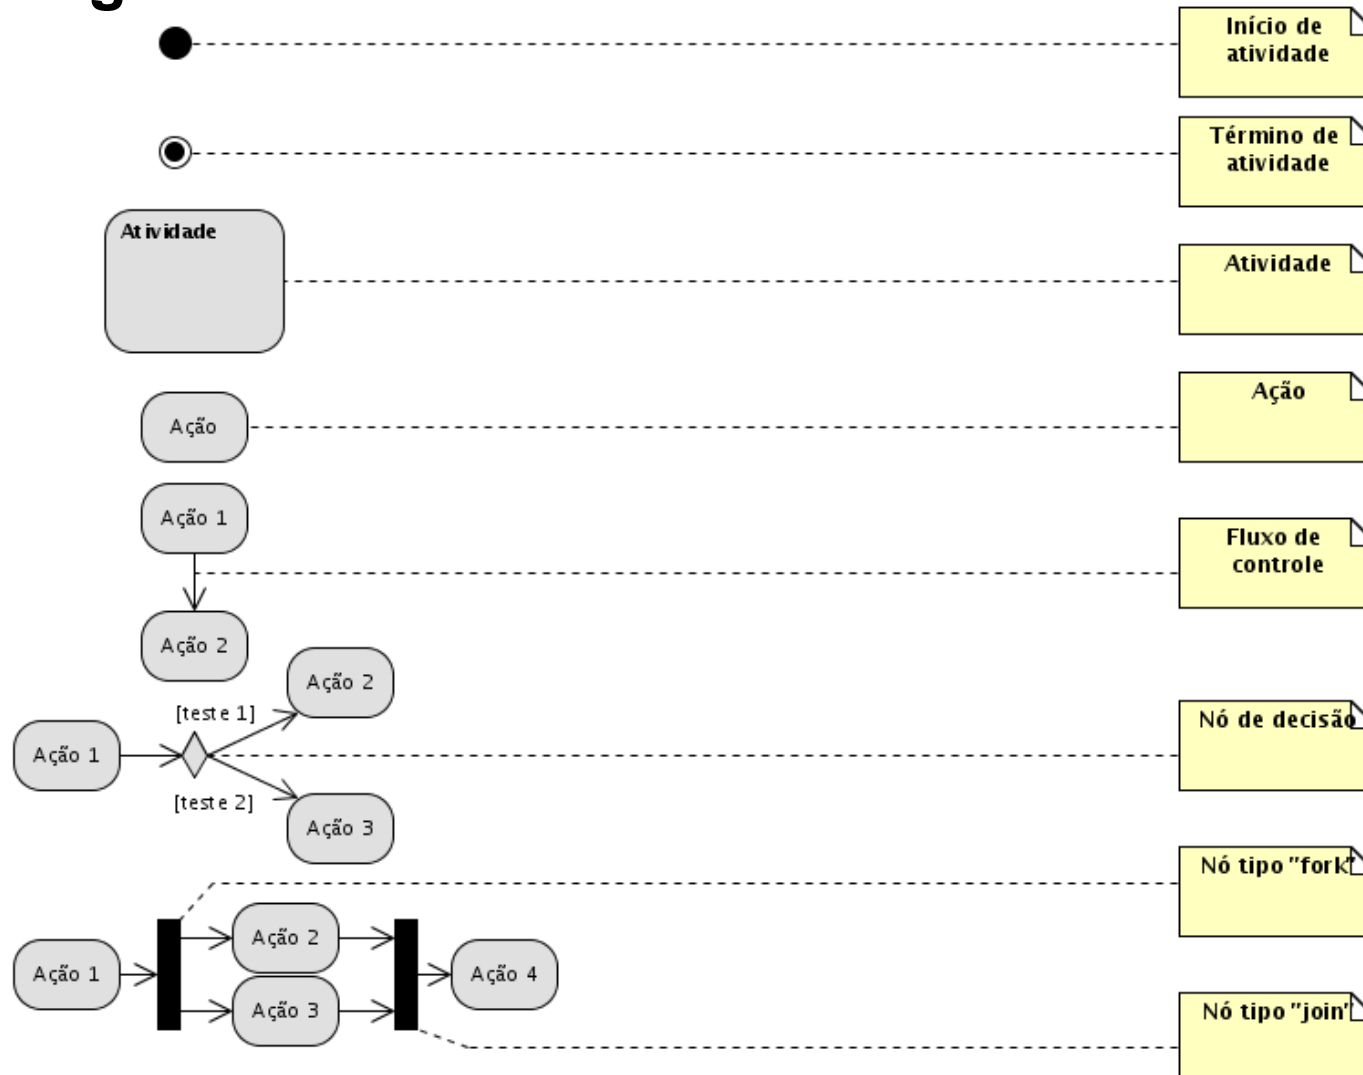 Início de
atividade
Término de
atividade
Atividade
Atividade
Ação
Ação
Ação 1
Fluxo de
controle
Ação 2
Ação 2
[teste 1]
Ação 1
Nó de decisão
[teste 2]
Ação 3
Nó tipo "fork"
Ação 2
Ação 1
Ação 4
Ação 3
Nó tipo "join"